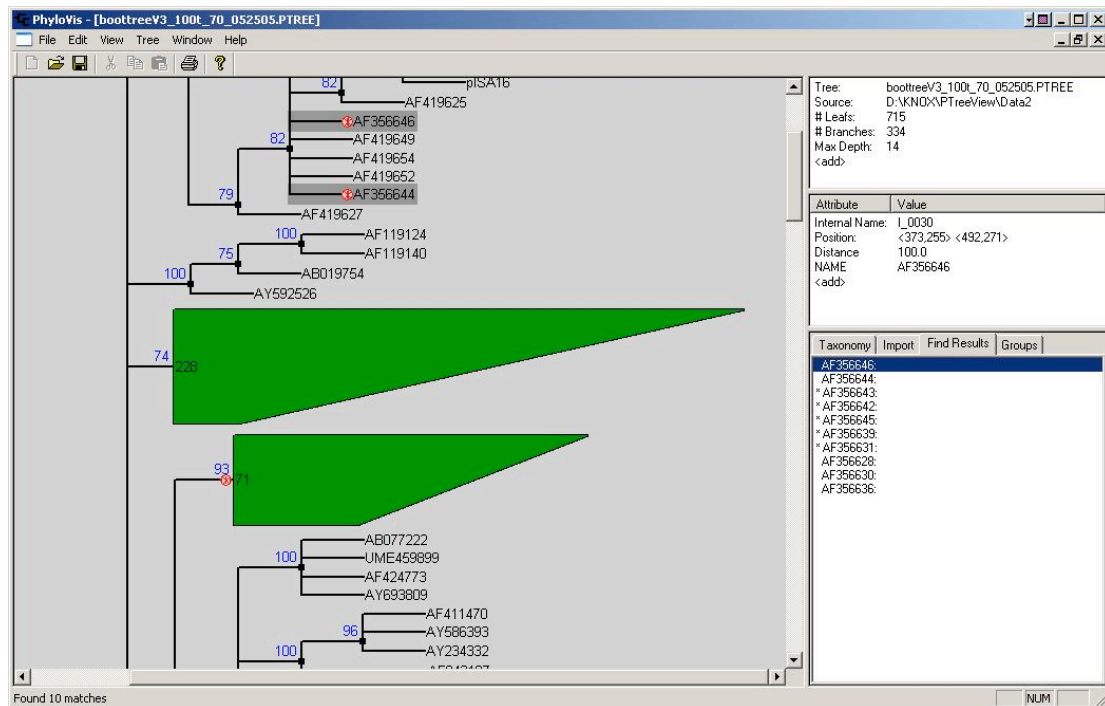 PhyloVis - [boottreeV3_100t_70_052505.PTREE]
File Edit View Tree Window Help
82
pISA16
AF419625
AF356646
82
AF419649
AF419654
AF419652
79
AF356644
AF419627
100
AF119124
75
AF119140
100
AB019754
AY592526
74
228
93
71
AB077222
100
UME459899
AF424773
AY693809
AF411470
96
AY586393
100
AY234332
Tree: boottreeV3_100t_70_052505.PTREE
Source: D:\KNOX\PTreeView\Data2
# Leafs: 715
# Branches: 334
Max Depth: 14
<add>
Attribute Value
Internal Name: I_0030
Position: <373,255> <492,271>
Distance 100.0
NAME AF356646
<add>
Taxonomy Import Find Results Groups
AF356646:
AF356644:
* AF356643:
* AF356642:
* AF356645:
* AF356639:
* AF356631:
AF356628:
AF356630:
AF356636:
Found 10 matches
NUM